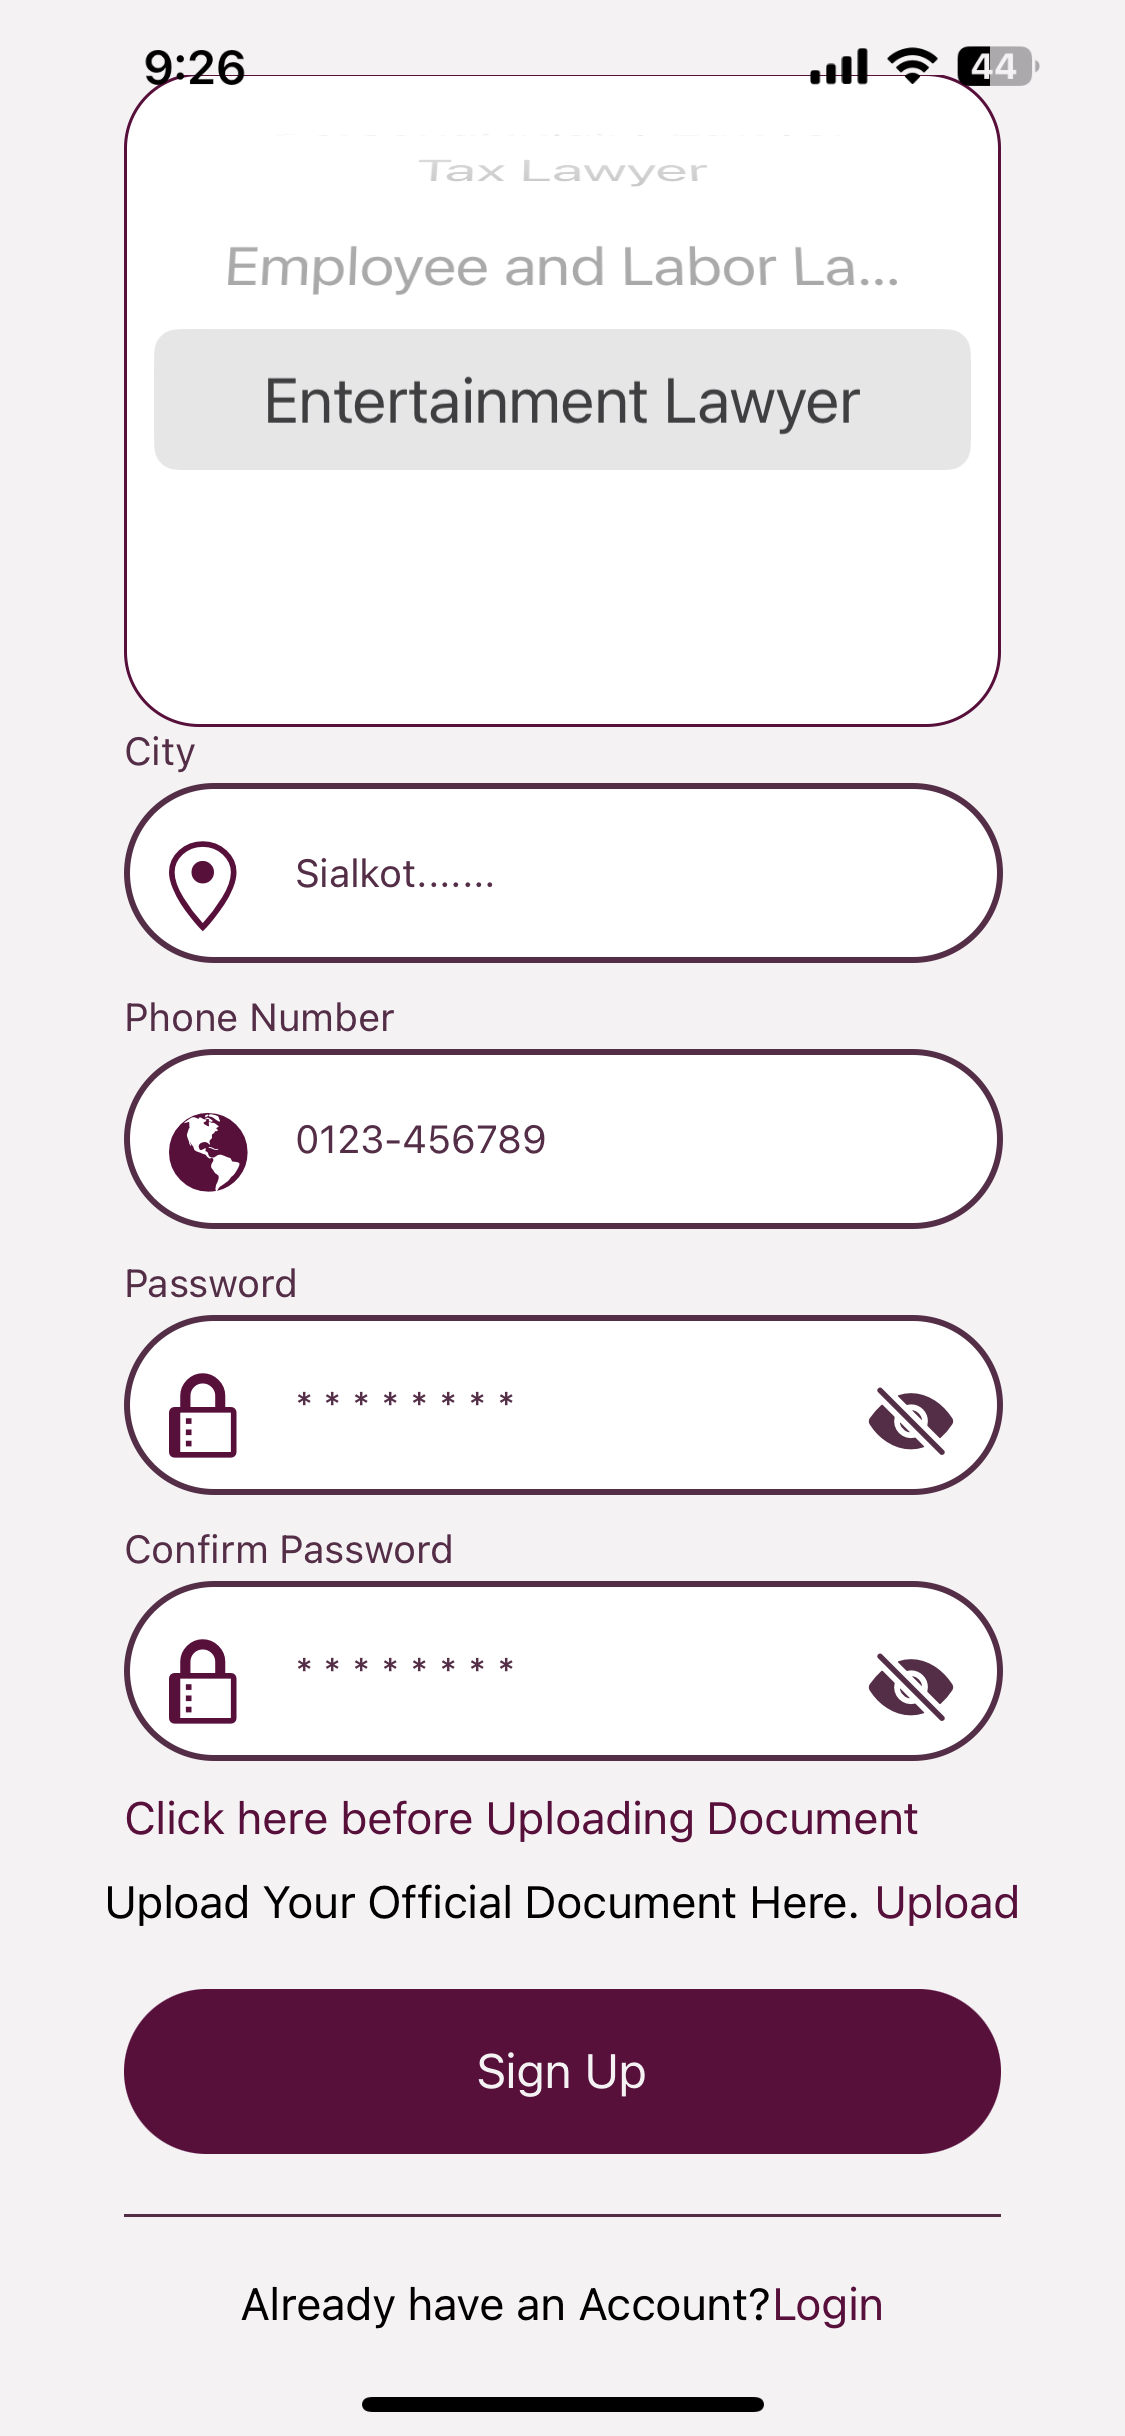 9:26
44
Tax Lawyer
Employee and Labor La...
Entertainment Lawyer
City
Sialkot.......
Phone Number
0123-456789
Password
* * * * * * * *
Confirm Password
* * * * * * * *
Click here before Uploading Document
Upload Your Official Document Here. Upload
Sign Up
Already have an Account?Login